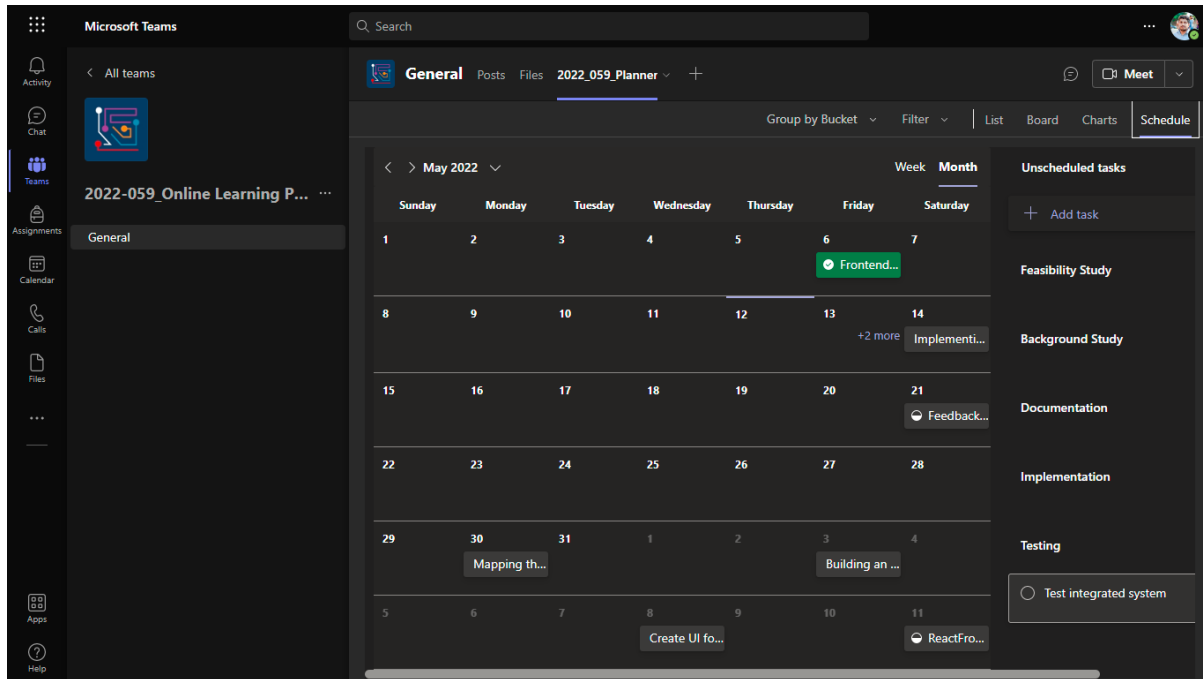 Microsoft Teams
Search
Activity
Chat
Teams
Assignments
Calendar
Calls
Files
Apps
Help
All teams
2022-059_Online Learning P...
General
General Posts Files 2022_059_Planner
Meet
Group by Bucket Filter List Board Charts Schedule
May 2022 Week Month
Sunday Monday Tuesday Wednesday Thursday Friday Saturday
1 2 3 4 5 6 7
Frontend...
8 9 10 11 12 13 14
+2 more Implementi...
15 16 17 18 19 20 21
Feedback...
22 23 24 25 26 27 28
29 30 31 1 2 3 4
Mapping th... Building an ...
5 6 7 8 9 10 11
Create UI fo... ReactFro...
Unscheduled tasks
Add task
Feasibility Study
Background Study
Documentation
Implementation
Testing
Test integrated system